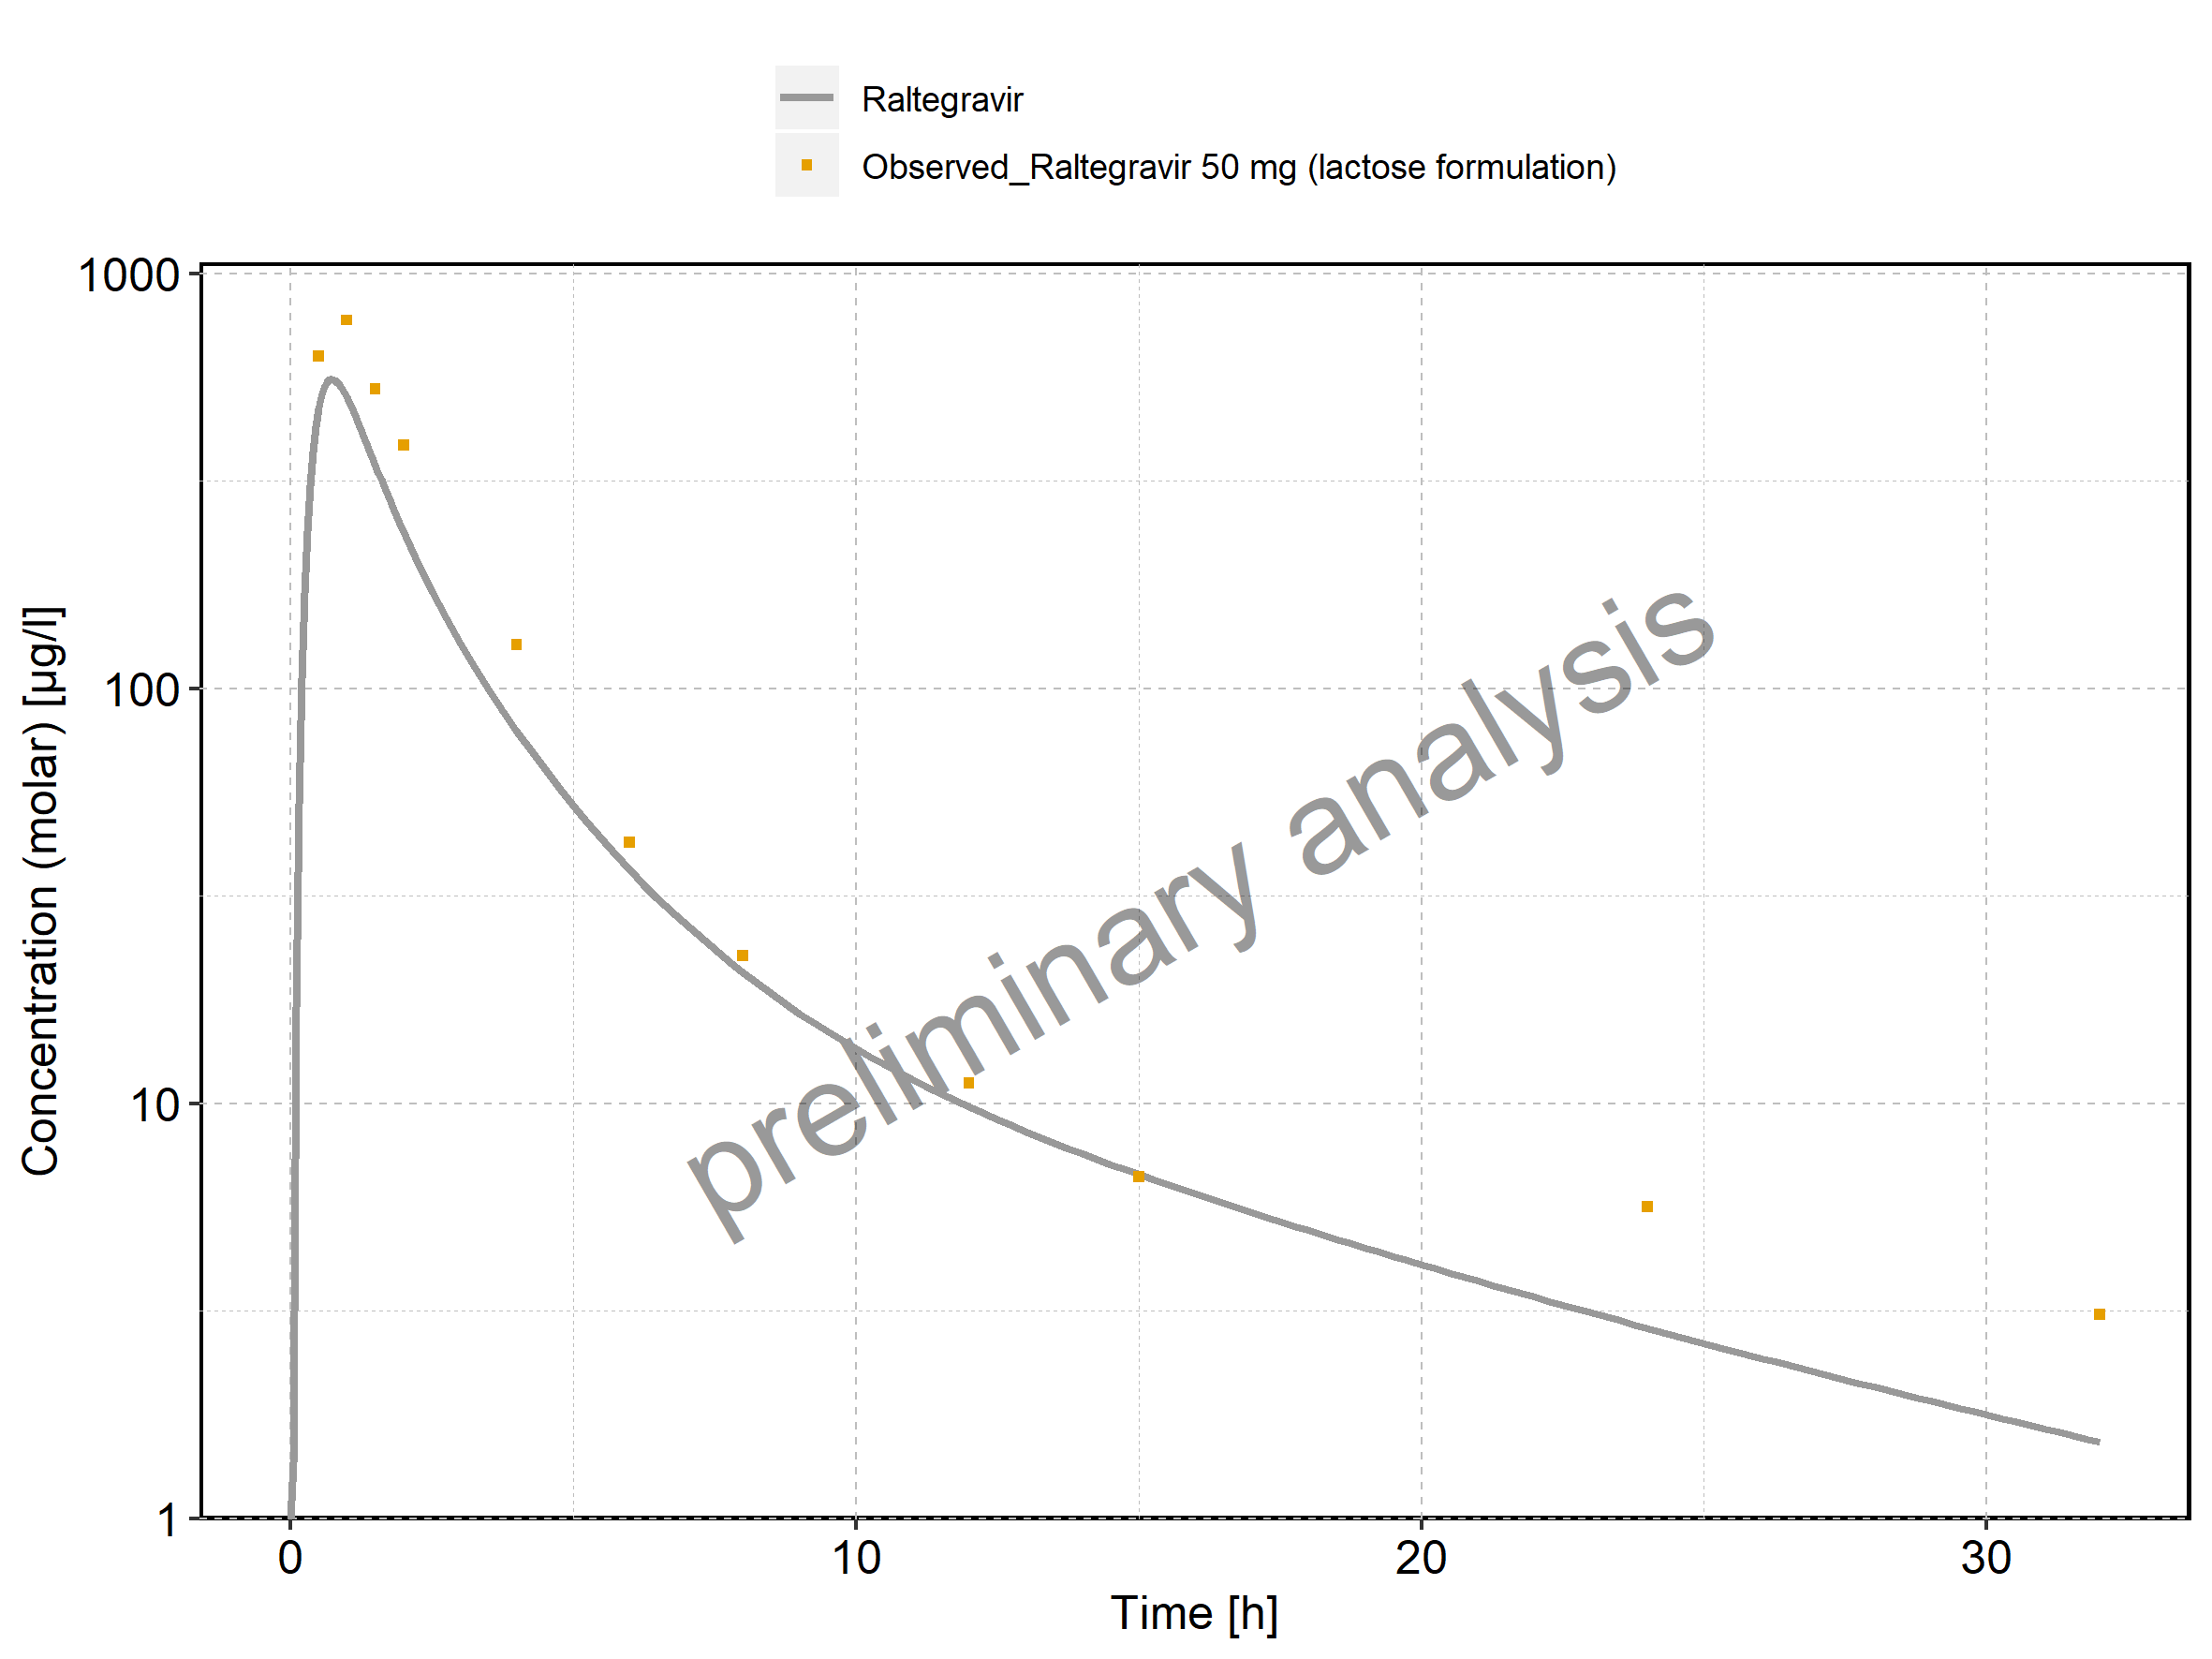 Raltegravir
Observed_Raltegravir 50 mg (lactose formulation)
1000
100
10
1
Concentration (molar) [µg/l]
preliminary analysis
0 10 20 30
Time [h]